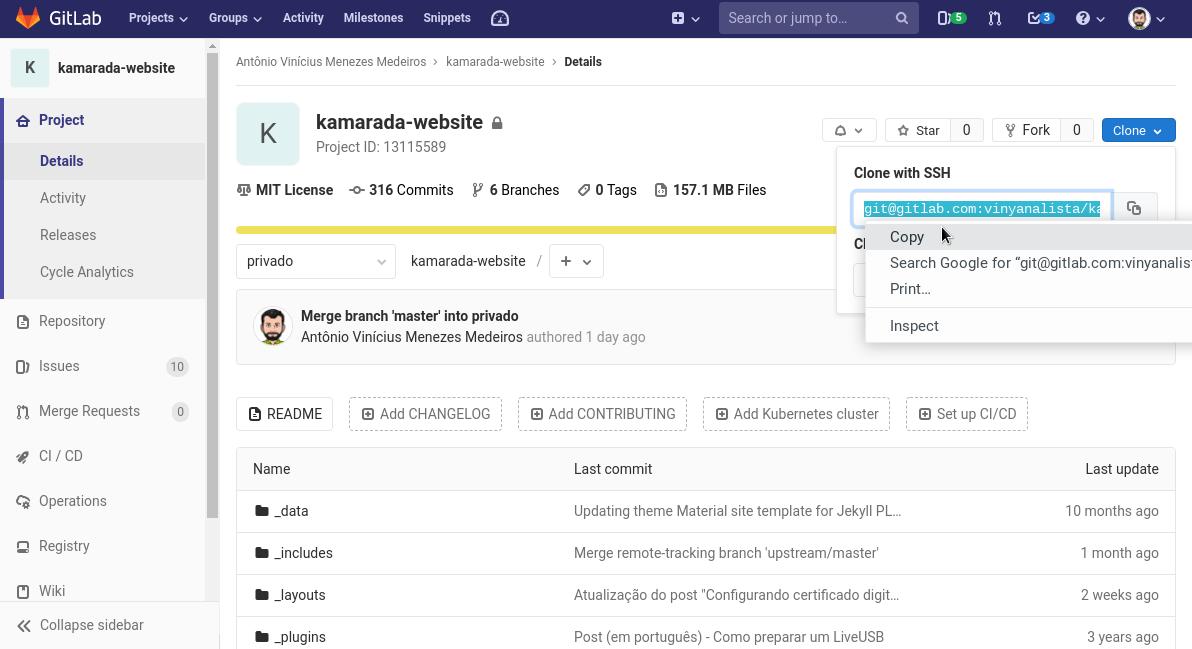 GitLab Projects Groups Activity Milestones Snippets Search or jump to... 5 3
K kamarada-website
Project
Details
Activity
Releases
Cycle Analytics
Repository
Issues 10
Merge Requests 0
CI / CD
Operations
Registry
Wiki
Collapse sidebar
Antônio Vinícius Menezes Medeiros › kamarada-website › Details
K
kamarada-website
Project ID: 13115589
Star 0 Fork 0 Clone
MIT License 316 Commits 6 Branches 0 Tags 157.1 MB Files
Clone with SSH
git@gitlab.com:vinyanalista/ka
Copy
Search Google for “git@gitlab.com:vinyanalis
Print…
Inspect
privado kamarada-website / +
Merge branch 'master' into privado
Antônio Vinícius Menezes Medeiros authored 1 day ago
README Add CHANGELOG Add CONTRIBUTING Add Kubernetes cluster Set up CI/CD
Name Last commit Last update
_data Updating theme Material site template for Jekyll PL… 10 months ago
_includes Merge remote-tracking branch 'upstream/master' 1 month ago
_layouts Atualização do post "Configurando certificado digit… 2 weeks ago
_plugins Post (em português) - Como preparar um LiveUSB 3 years ago